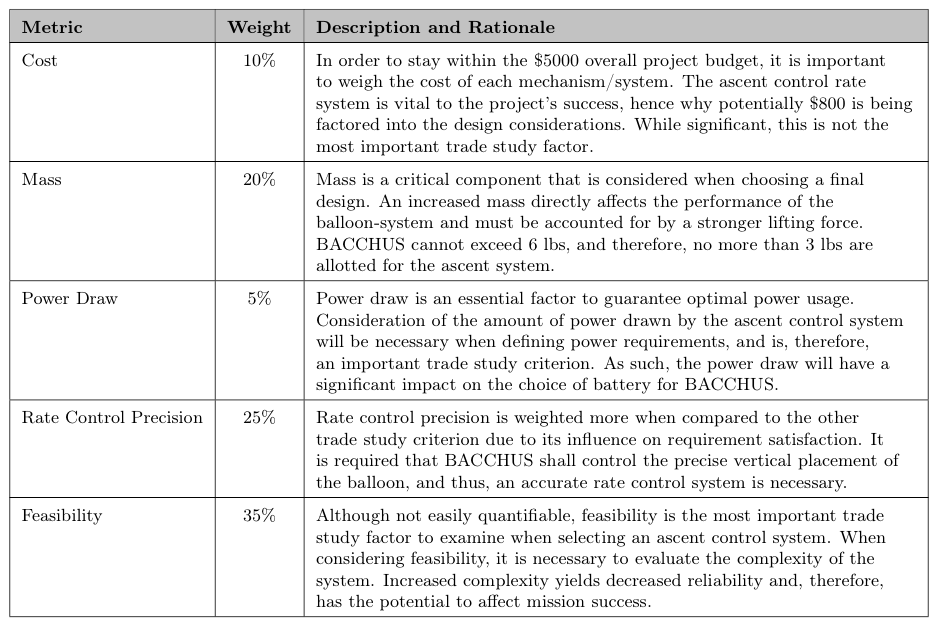 Metric Weight Description and Rationale
Cost 10% In order to stay within the $5000 overall project budget, it is important
to weigh the cost of each mechanism/system. The ascent control rate
system is vital to the project's success, hence why potentially $800 is being
factored into the design considerations. While significant, this is not the
most important trade study factor.
Mass 20% Mass is a critical component that is considered when choosing a final
design. An increased mass directly affects the performance of the
balloon-system and must be accounted for by a stronger lifting force.
BACCHUS cannot exceed 6 lbs, and therefore, no more than 3 lbs are
allotted for the ascent system.
Power Draw 5% Power draw is an essential factor to guarantee optimal power usage.
Consideration of the amount of power drawn by the ascent control system
will be necessary when defining power requirements, and is, therefore,
an important trade study criterion. As such, the power draw will have a
significant impact on the choice of battery for BACCHUS.
Rate Control Precision 25% Rate control precision is weighted more when compared to the other
trade study criterion due to its influence on requirement satisfaction. It
is required that BACCHUS shall control the precise vertical placement of
the balloon, and thus, an accurate rate control system is necessary.
Feasibility 35% Although not easily quantifiable, feasibility is the most important trade
study factor to examine when selecting an ascent control system. When
considering feasibility, it is necessary to evaluate the complexity of the
system. Increased complexity yields decreased reliability and, therefore,
has the potential to affect mission success.